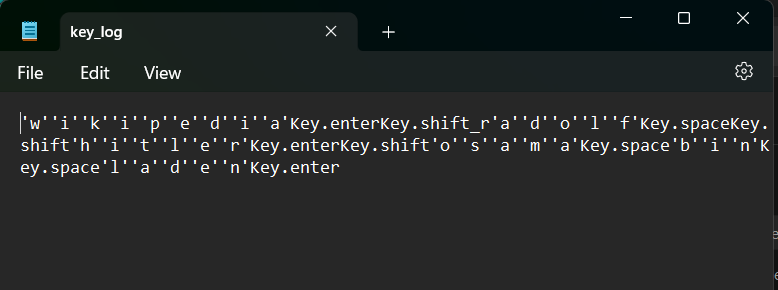 key_log
File Edit View
'w''i''k''i''p''e''d''i''a'Key.enterKey.shift_r'a''d''o''l''f'Key.spaceKey.
shift'h''i''t''l''e''r'Key.enterKey.shift'o''s''a''m''a'Key.space'b''i''n'K
ey.space'l''a''d''e''n'Key.enter